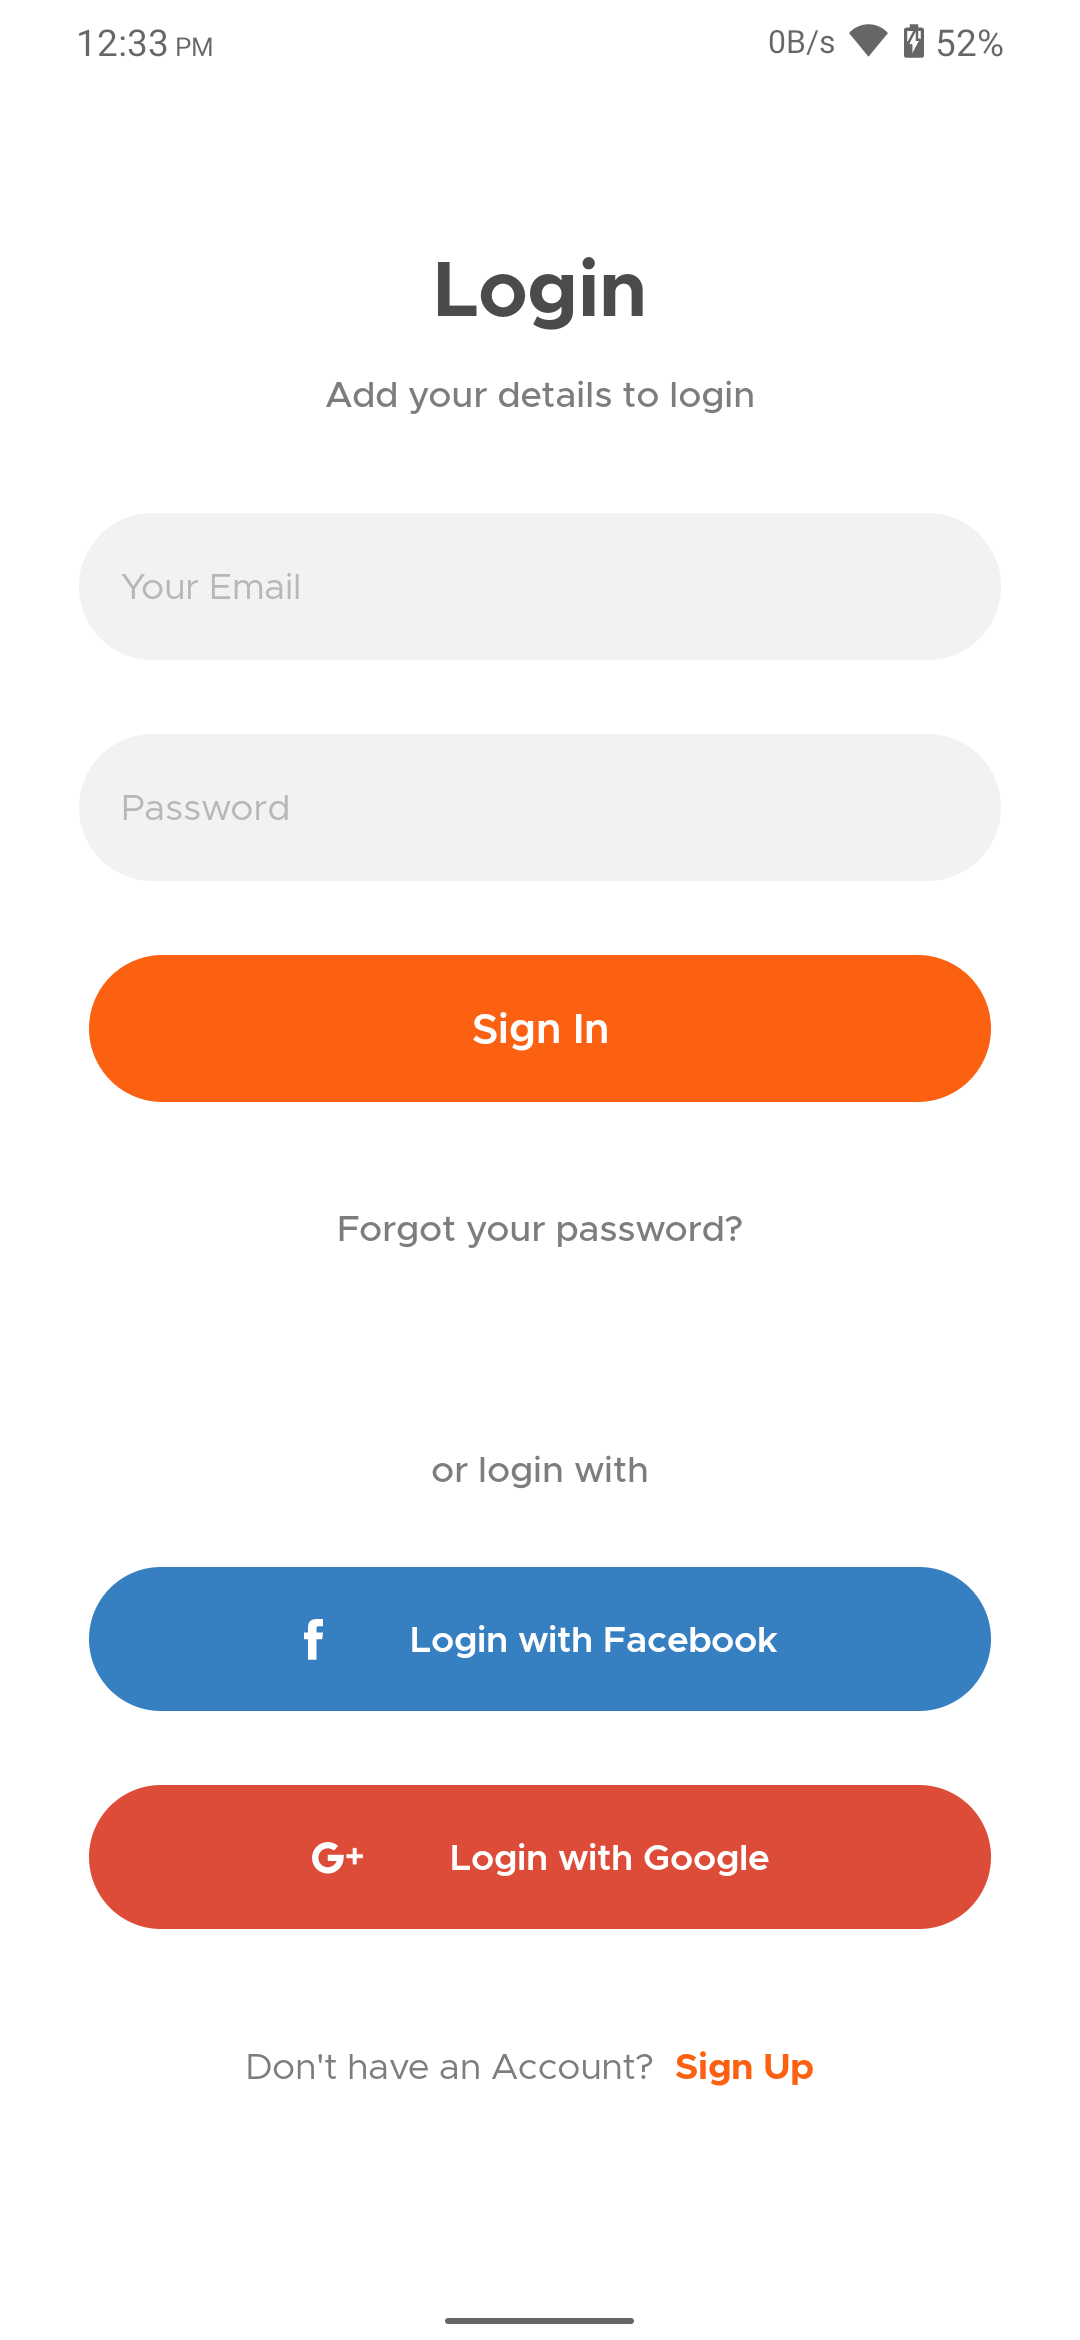 12:33 PM 0B/s 52%
Login
Add your details to login
Your Email
Password
Sign In
Forgot your password?
or login with
f Login with Facebook
G+ Login with Google
Don't have an Account? Sign Up